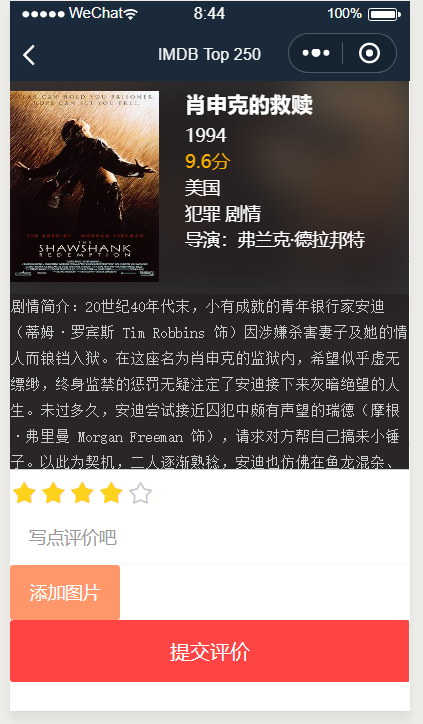 WeChat 8:44 100%
IMDB Top 250
肖申克的救赎
1994
9.6分
美国
犯罪 剧情
导演：弗兰克·德拉邦特
TIM ROBBINS MORGAN FREEMAN
THE
SHAWSHANK
REDEMPTION
剧情简介：20世纪40年代末，小有成就的青年银行家安迪
（蒂姆·罗宾斯 Tim Robbins 饰）因涉嫌杀害妻子及她的情
人而锒铛入狱。在这座名为肖申克的监狱内，希望似乎虚无
缥缈，终身监禁的惩罚无疑注定了安迪接下来灰暗绝望的人
生。未过多久，安迪尝试接近囚犯中颇有声望的瑞德（摩根
·弗里曼 Morgan Freeman 饰），请求对方帮自己搞来小锤
子。以此为契机，二人逐渐熟稔，安迪也仿佛在鱼龙混杂、
写点评价吧
添加图片
提交评价